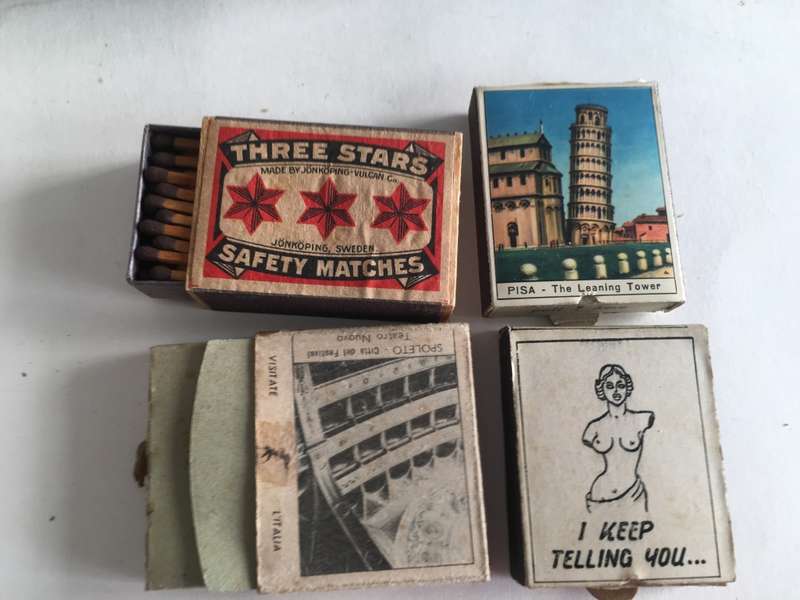 THREE STARS
MADE BY JÖNKÖPING-VULCAN Co.
JÖNKÖPING, SWEDEN.
SAFETY MATCHES
PISA - The Leaning Tower
SPOLETO - Città del Festival
Teatro Nuovo
VISITATE
L'ITALIA
I KEEP
TELLING YOU...